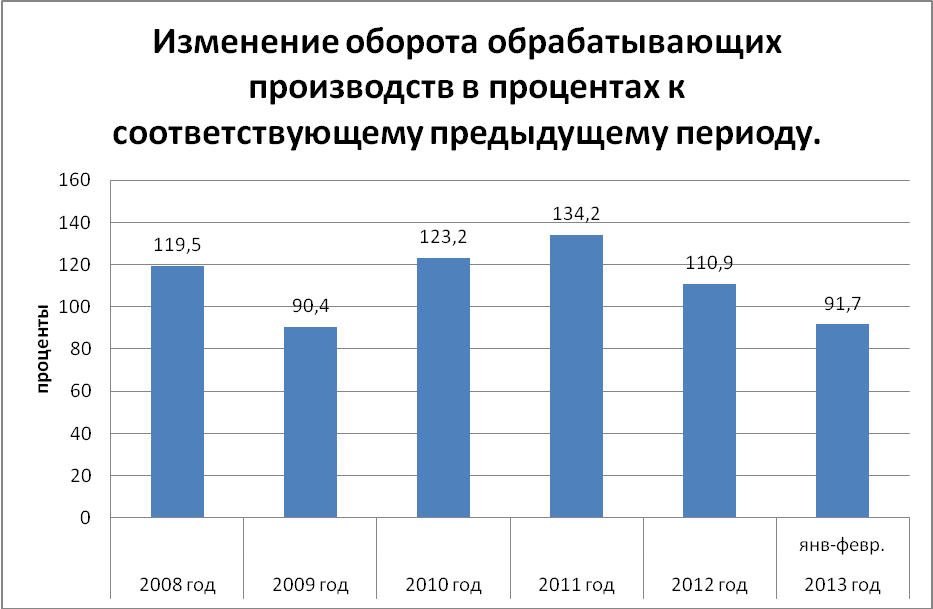 Изменение оборота обрабатывающих
производств в процентах к
соответствующему предыдущему периоду.
проценты
160
140
120
100
80
60
40
20
0
119,5
90,4
123,2
134,2
110,9
91,7
янв-февр.
2008 год
2009 год
2010 год
2011 год
2012 год
2013 год